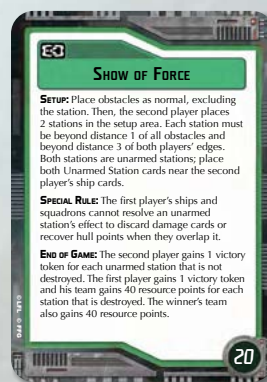 SHOW OF FORCE
SETUP: Place obstacles as normal, excluding
the station. Then, the second player places
2 stations in the setup area. Each station must
be beyond distance 1 of all obstacles and
beyond distance 3 of both players' edges.
Both stations are unarmed stations; place
both Unarmed Station cards near the second
player's ship cards.
SPECIAL RULE: The first player's ships and
squadrons cannot resolve an unarmed
station's effect to discard damage cards or
recover hull points when they overlap it.
END OF GAME: The second player gains 1 victory
token for each unarmed station that is not
destroyed. The first player gains 1 victory token
and his team gains 40 resource points for each
station that is destroyed. The winner's team
also gains 40 resource points.
© LFL © FFG
20